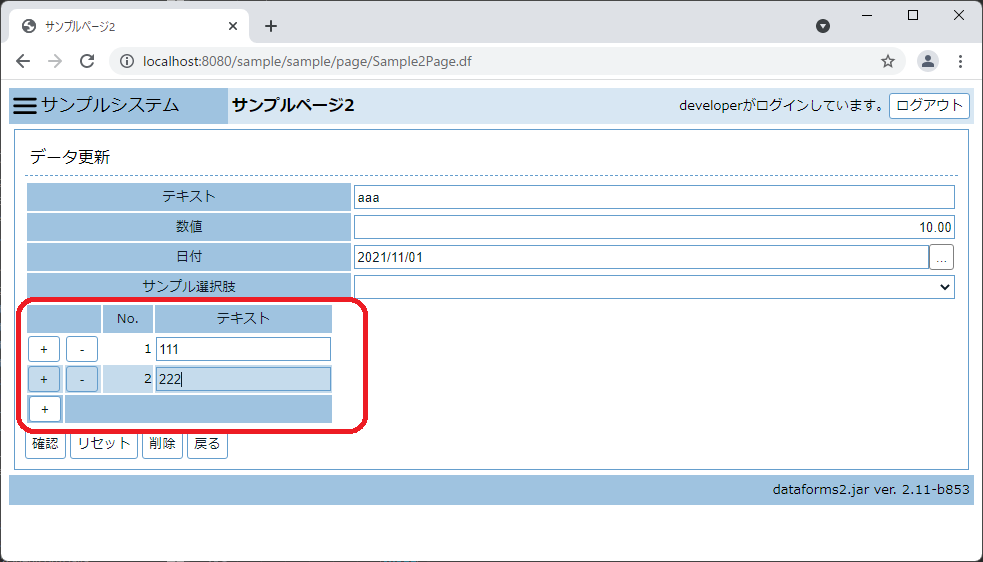 サンプルページ2
localhost:8080/sample/sample/page/Sample2Page.df
サンプルシステム サンプルページ2 developerがログインしています。 ログアウト
データ更新
テキスト aaa
数値 10.00
日付 2021/11/01 ...
サンプル選択肢
No. テキスト
+ - 1 111
+ - 2 222
+
確認 リセット 削除 戻る
dataforms2.jar ver. 2.11-b853